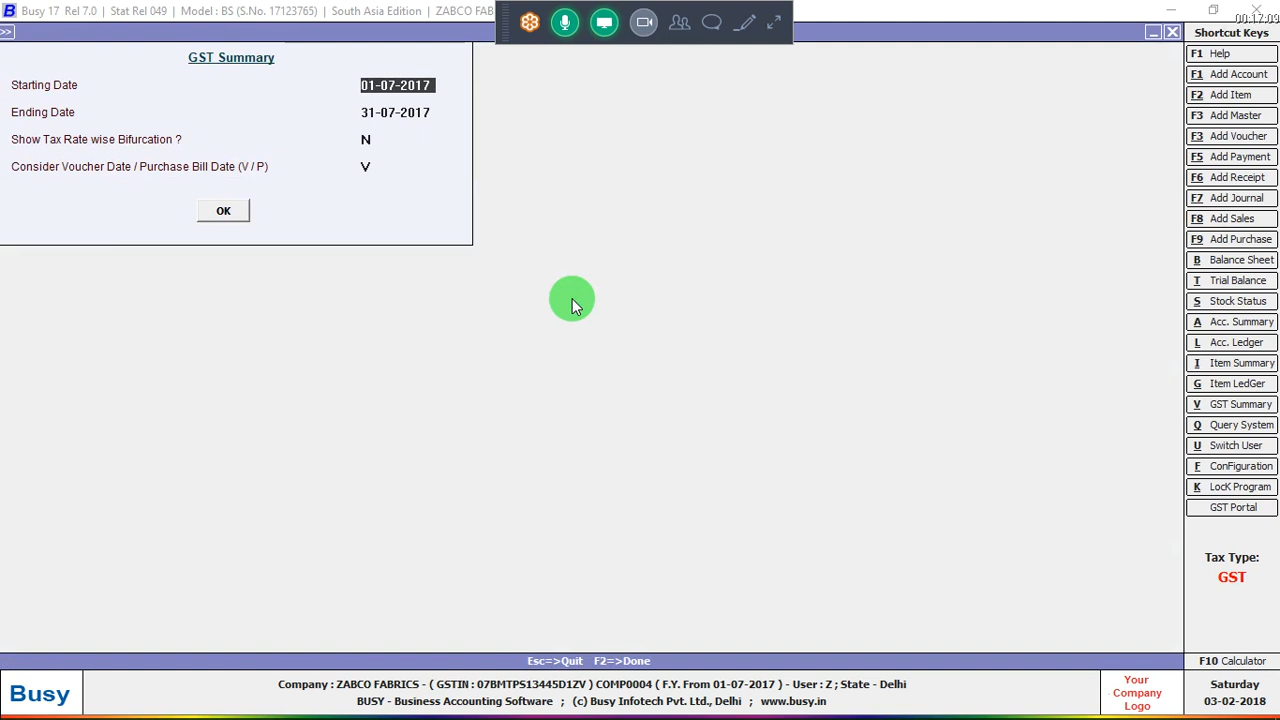 Busy 17 Rel 7.0 | Stat Rel 049 | Model : BS (S.No. 17123765) | South Asia Edition | ZABCO FAB
00:17:09
>>
GST Summary
Starting Date 01-07-2017
Ending Date 31-07-2017
Show Tax Rate wise Bifurcation ? N
Consider Voucher Date / Purchase Bill Date (V / P) V
OK
Shortcut Keys
F1 Help
F1 Add Account
F2 Add Item
F3 Add Master
F3 Add Voucher
F5 Add Payment
F6 Add Receipt
F7 Add Journal
F8 Add Sales
F9 Add Purchase
B Balance Sheet
T Trial Balance
S Stock Status
A Acc. Summary
L Acc. Ledger
I Item Summary
G Item LedGer
V GST Summary
Q Query System
U Switch User
F ConFiguration
K LocK Program
GST Portal
Tax Type:
GST
Esc=>Quit F2=>Done
F10 Calculator
Busy
Company : ZABCO FABRICS - ( GSTIN : 07BMTPS13445D1ZV ) COMP0004 ( F.Y. From 01-07-2017 ) - User : Z ; State - Delhi
BUSY - Business Accounting Software ; (c) Busy Infotech Pvt. Ltd., Delhi ; www.busy.in
Your
Company
Logo
Saturday
03-02-2018